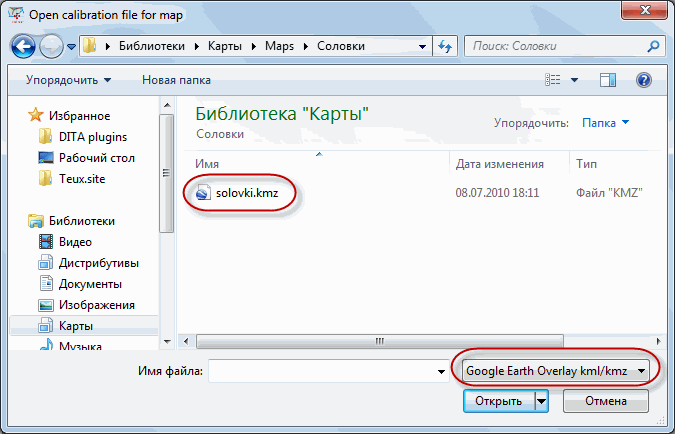 Open calibration file for map
Библиотеки Карты Maps Соловки
Поиск: Соловки
Упорядочить Новая папка
Избранное
DITA plugins
Рабочий стол
Teux.site
Библиотеки
Видео
Дистрибутивы
Документы
Изображения
Карты
Музыка
Библиотека "Карты"
Соловки
Упорядочить: Папка
Имя Дата изменения Тип
solovki.kmz 08.07.2010 18:11 Файл "KMZ"
Имя файла:
Google Earth Overlay kml/kmz
Открыть Отмена